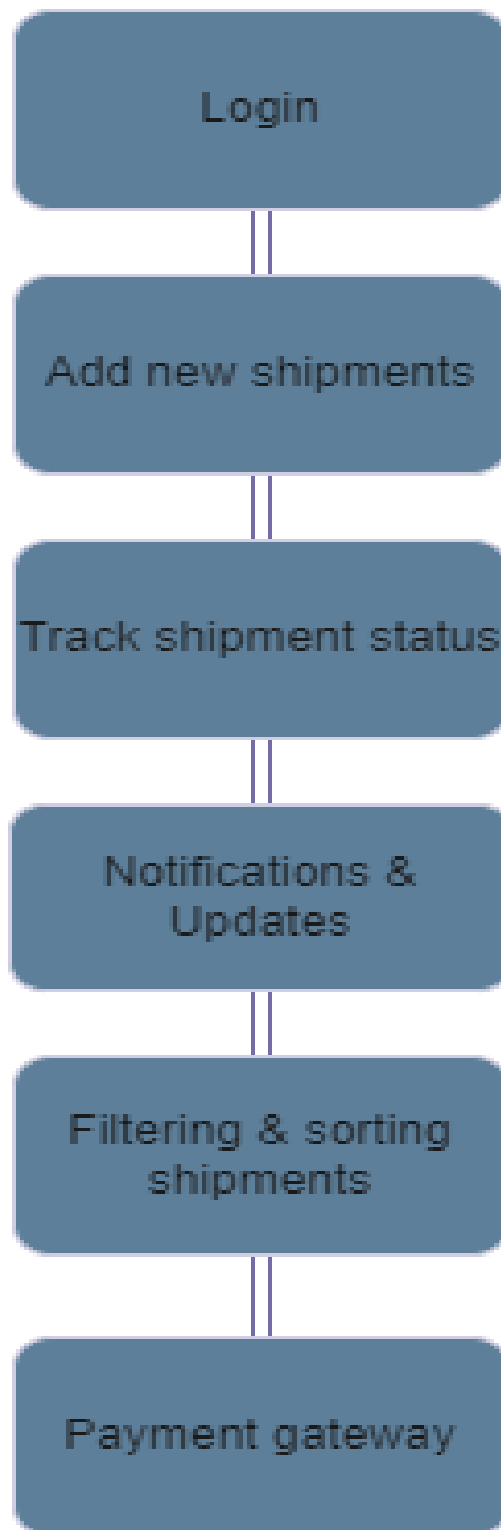 Login
Add new shipments
Track shipment status
Notifications &
Updates
Filtering & sorting
shipments
Payment gateway